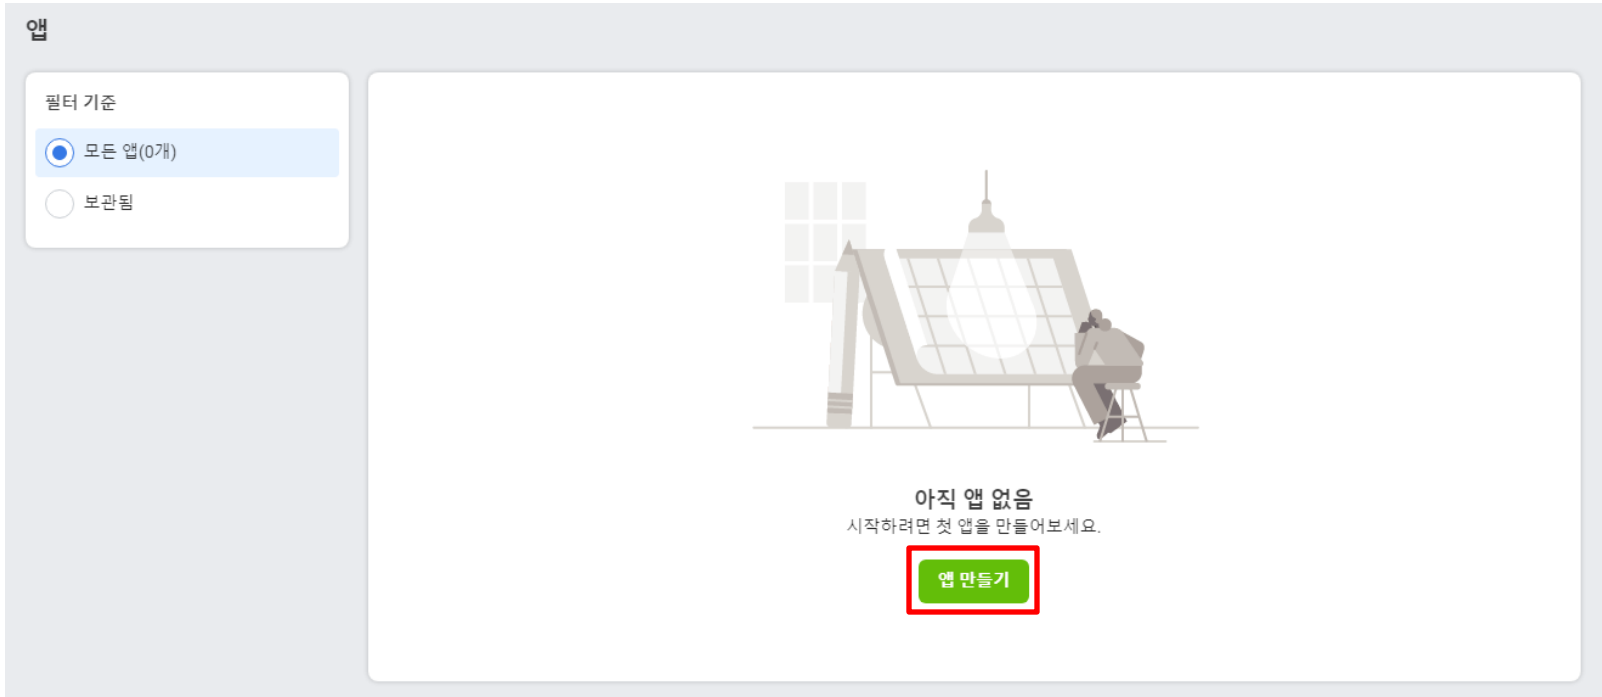 앱
필터 기준
모든 앱(0개)
보관됨
아직 앱 없음
시작하려면 첫 앱을 만들어보세요.
앱 만들기